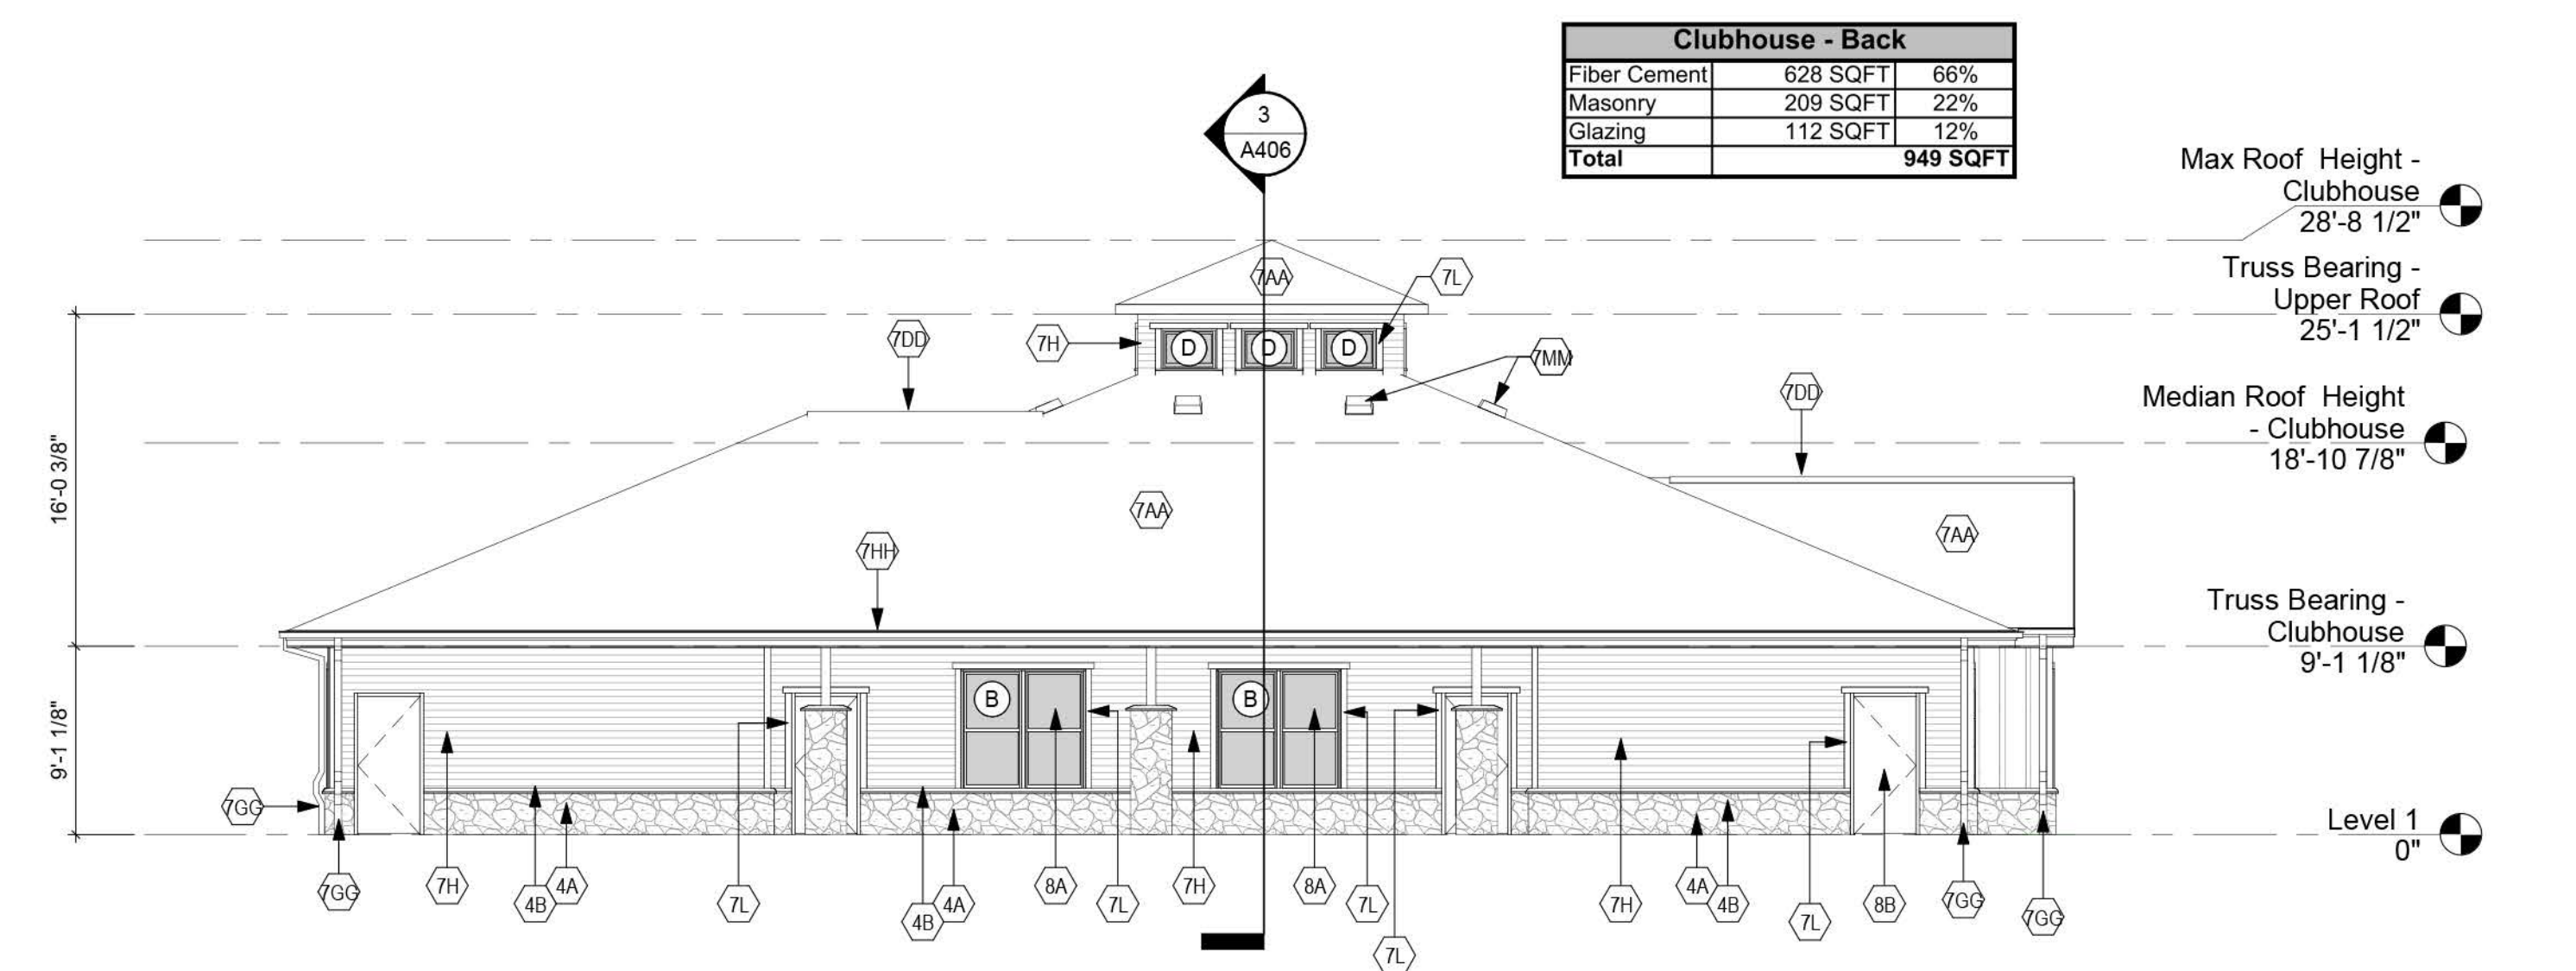 Clubhouse - Back
Fiber Cement 628 SQFT 66%
Masonry 209 SQFT 22%
Glazing 112 SQFT 12%
Total 949 SQFT
3
A406
Max Roof Height -
Clubhouse
28'-8 1/2"
Truss Bearing -
Upper Roof
25'-1 1/2"
Median Roof Height
- Clubhouse
18'-10 7/8"
Truss Bearing -
Clubhouse
9'-1 1/8"
Level 1
0"
16'-0 3/8"
9'-1 1/8"
7AA
7L
7DD
7H
D
D
D
7MM
7DD
7AA
7AA
7HH
B
B
7GG
7GG
7H
4B
4A
7L
4B
4A
8A
7L
7H
8A
7L
7L
7H
4A
4B
7L
8B
7GG
7GG